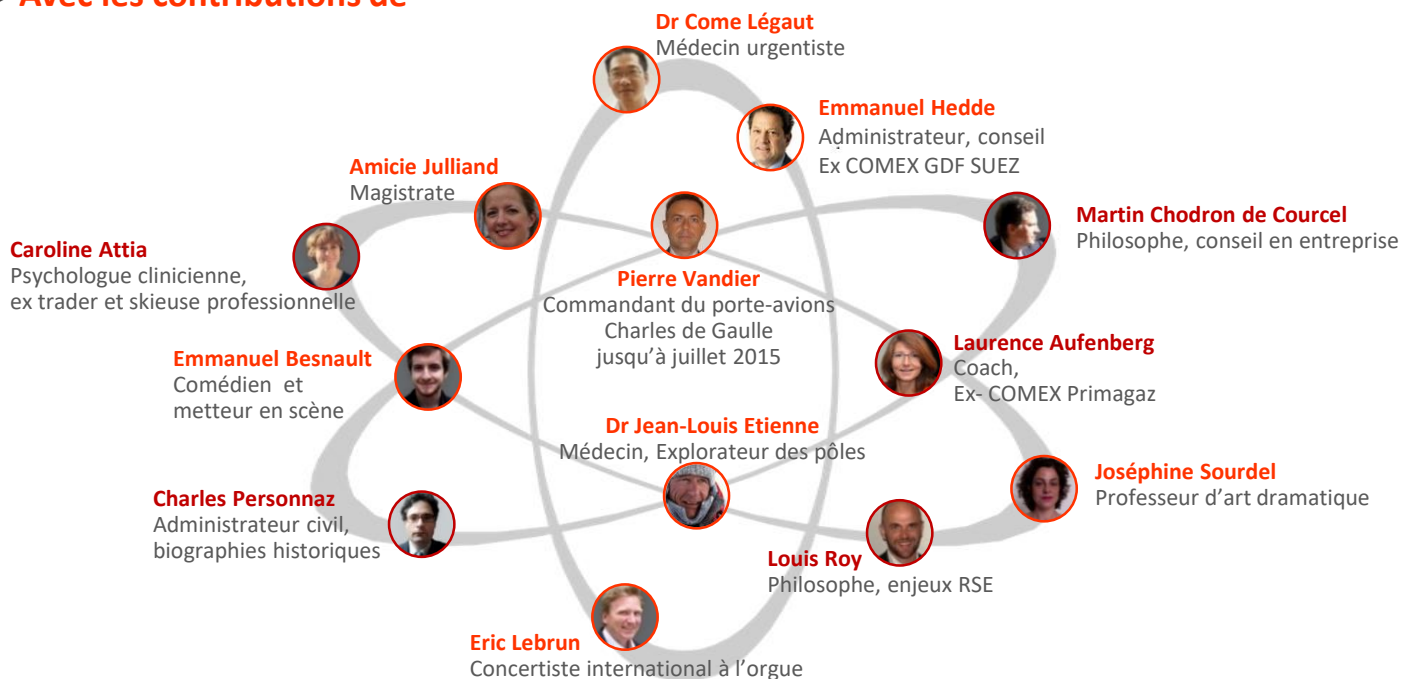 Avec les contributions de
Dr Come Légaut
Médecin urgentiste
Emmanuel Hedde
Administrateur, conseil
Ex COMEX GDF SUEZ
Amicie Julliand
Magistrate
Martin Chodron de Courcel
Philosophe, conseil en entreprise
Caroline Attia
Psychologue clinicienne,
ex trader et skieuse professionnelle
Pierre Vandier
Commandant du porte-avions
Charles de Gaulle
jusqu’à juillet 2015
Emmanuel Besnault
Comédien et
metteur en scène
Laurence Aufenberg
Coach,
Ex- COMEX Primagaz
Dr Jean-Louis Etienne
Médecin, Explorateur des pôles
Joséphine Sourdel
Professeur d’art dramatique
Charles Personnaz
Administrateur civil,
biographies historiques
Louis Roy
Philosophe, enjeux RSE
Eric Lebrun
Concertiste international à l’orgue